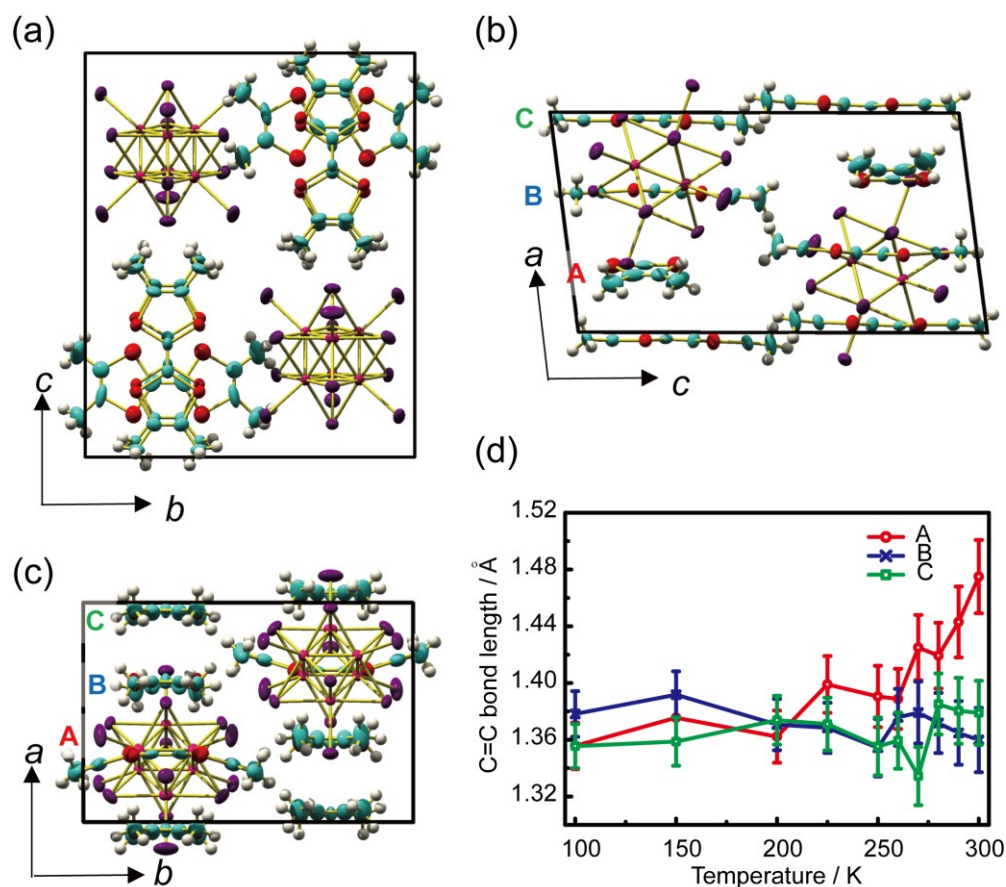 (a)
c
b
(b)
C
B
A
a
c
(c)
C
B
A
a
b
(d)
C=C bond length / Å
1.52
1.48
1.44
1.40
1.36
1.32
A
B
C
100 150 200 250 300
Temperature / K